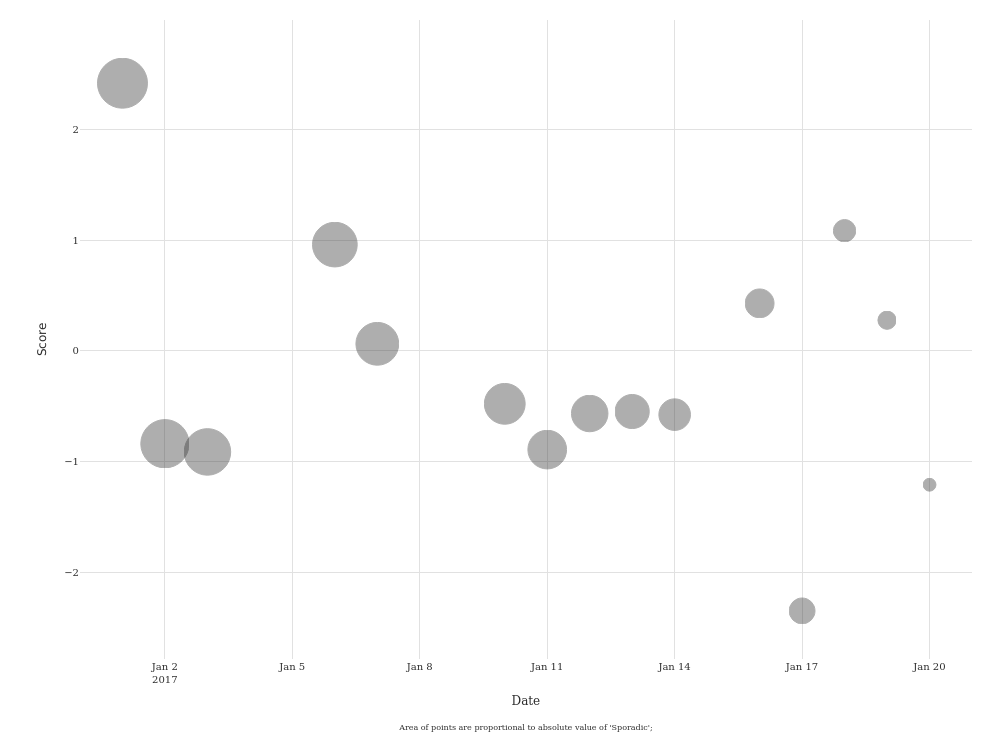 2
1
0
−1
−2
Score
Jan 2
2017
Jan 5
Jan 8
Jan 11
Jan 14
Jan 17
Jan 20
Date
Area of points are proportional to absolute value of 'Sporadic';